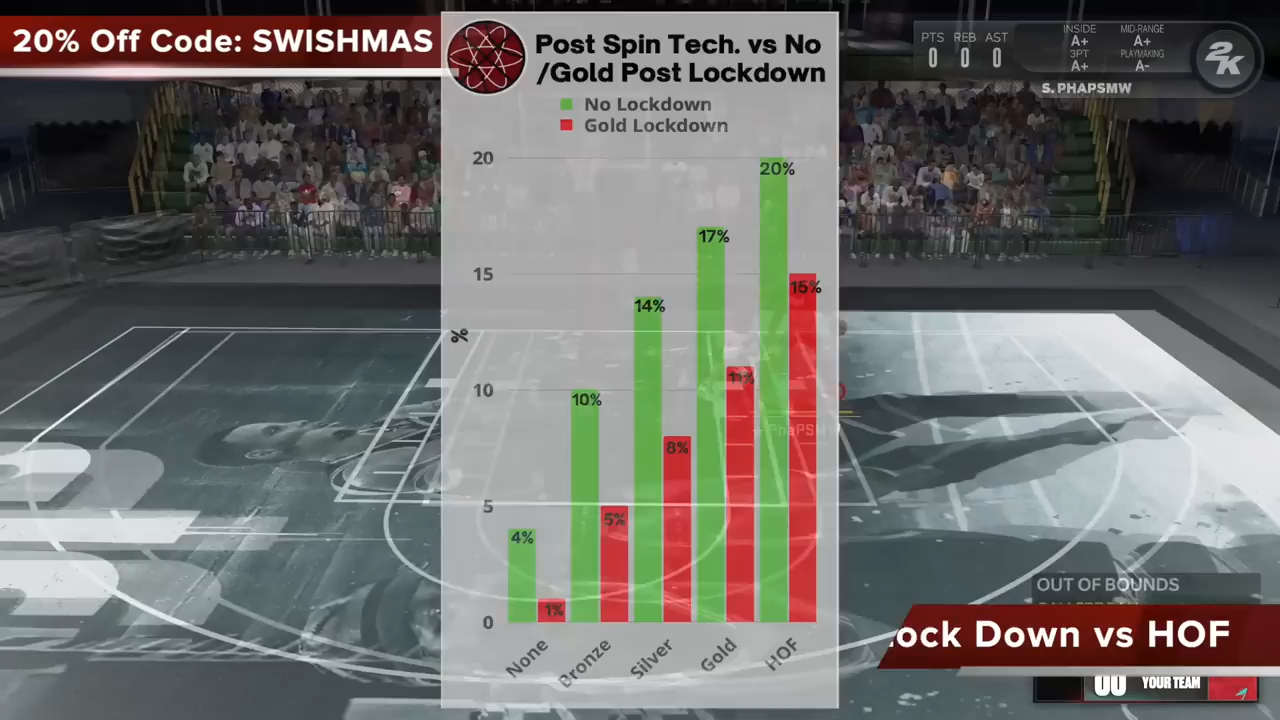 20% Off Code: SWISHMAS
Post Spin Tech. vs No
/Gold Post Lockdown
No Lockdown
Gold Lockdown
20
15
10
5
0
%
4%
1%
10%
5%
14%
8%
17%
11%
20%
15%
None
Bronze
Silver
Gold
HOF
PTS
0
REB
0
AST
0
INSIDE
A+
MID-RANGE
A+
3PT
A+
PLAYMAKING
A-
2K
S. PHAPSMW
PhaPSMW
OUT OF BOUNDS
ock Down vs HOF
00
YOUR TEAM